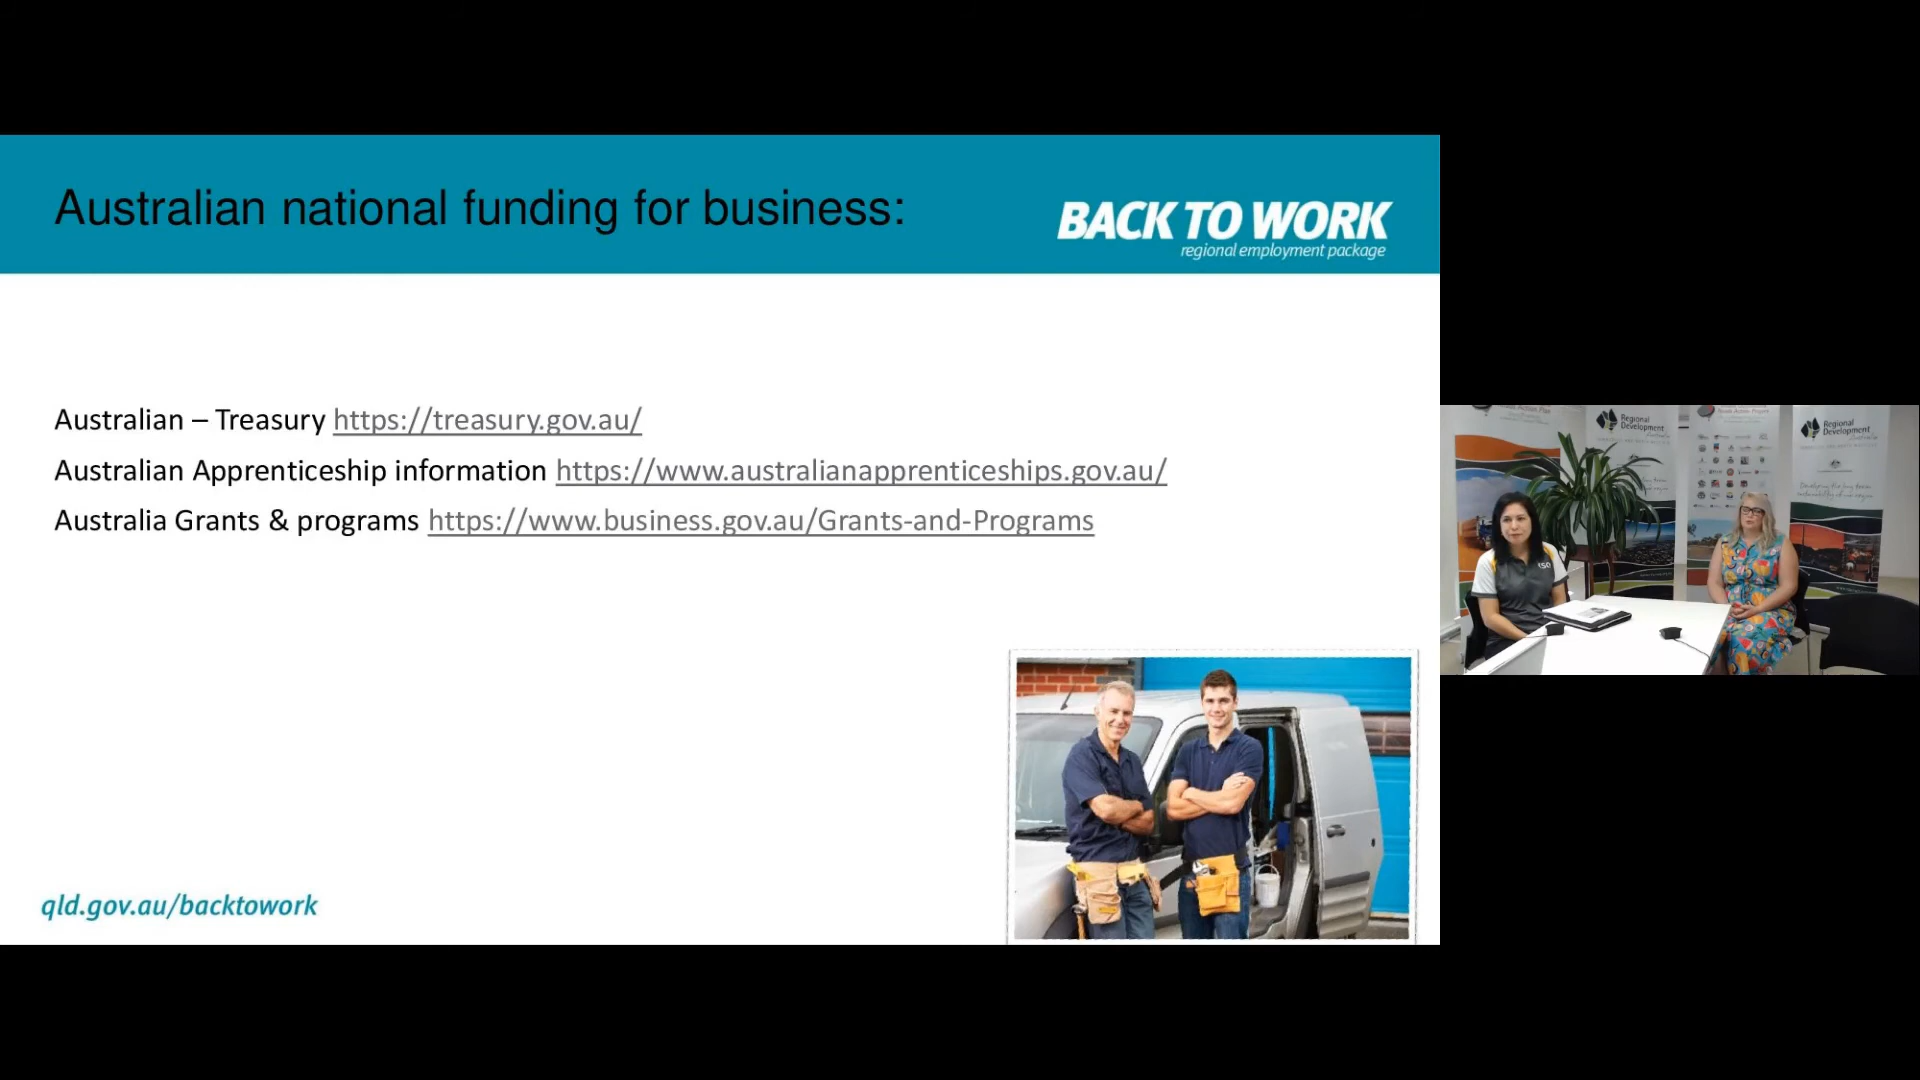 Australian national funding for business:
BACK TO WORK
regional employment package
Australian – Treasury https://treasury.gov.au/
Australian Apprenticeship information https://www.australianapprenticeships.gov.au/
Australia Grants & programs https://www.business.gov.au/Grants-and-Programs
qld.gov.au/backtowork
Regional
Development
Australia
Regional
Development
Australia